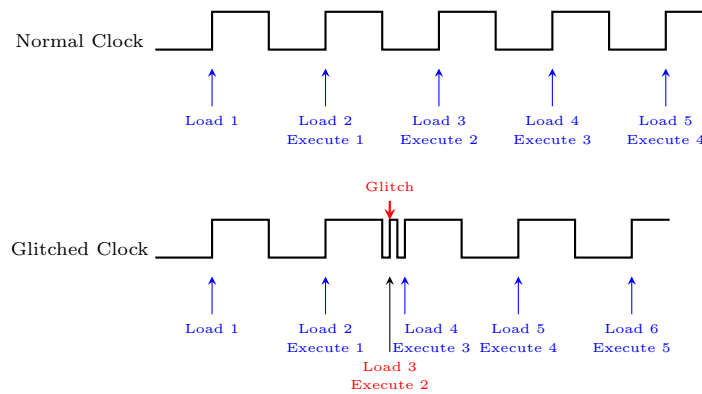 Normal Clock
Load 1
Load 2
Execute 1
Load 3
Execute 2
Load 4
Execute 3
Load 5
Execute 4
Glitch
Glitched Clock
Load 1
Load 2
Execute 1
Load 3
Execute 2
Load 4
Execute 3
Load 5
Execute 4
Load 6
Execute 5